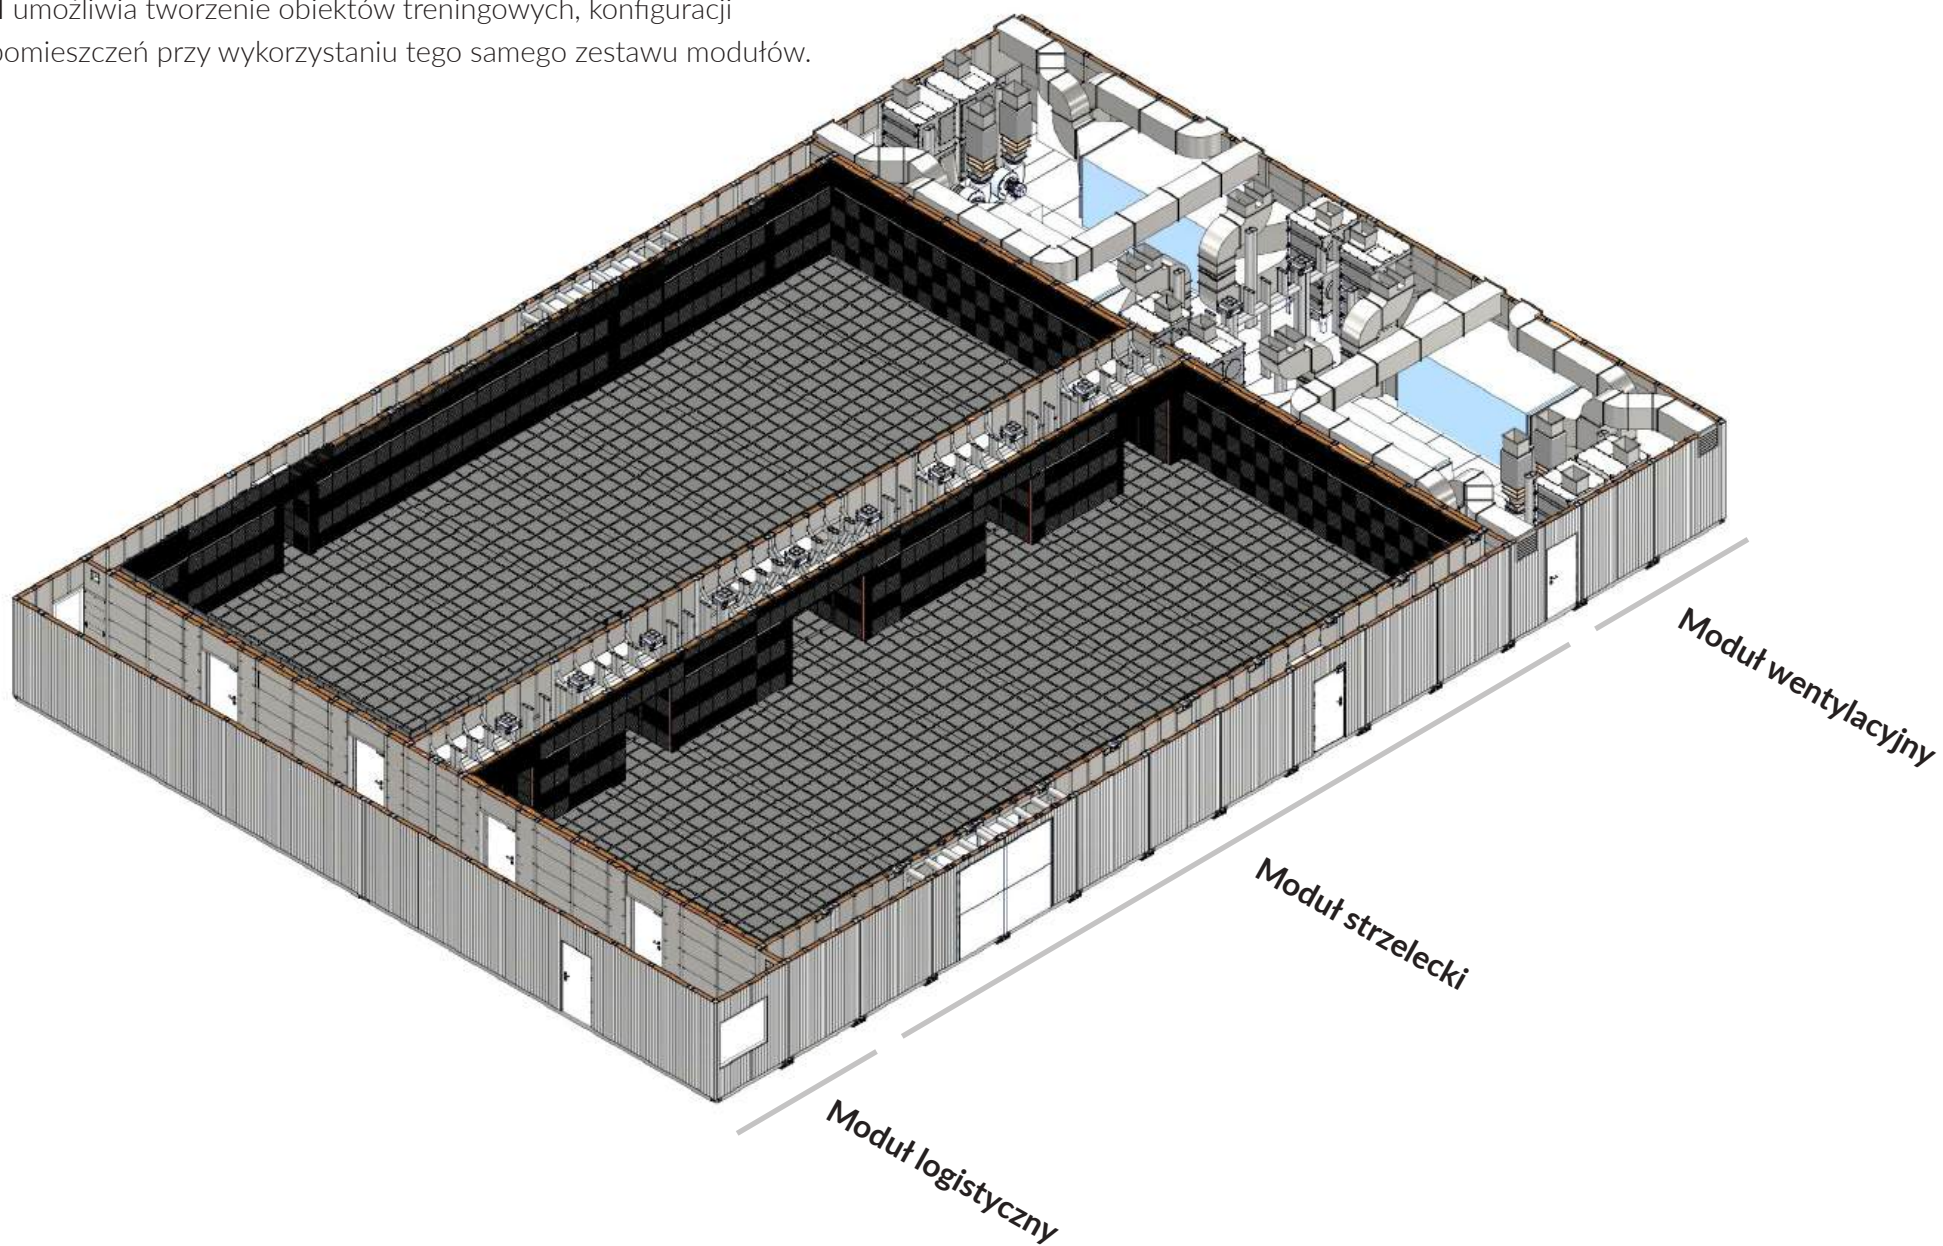 umożliwia tworzenie obiektów treningowych, konfiguracji
pomieszczeń przy wykorzystaniu tego samego zestawu modułów.
Moduł wentylacyjny
Moduł strzelecki
Moduł logistyczny